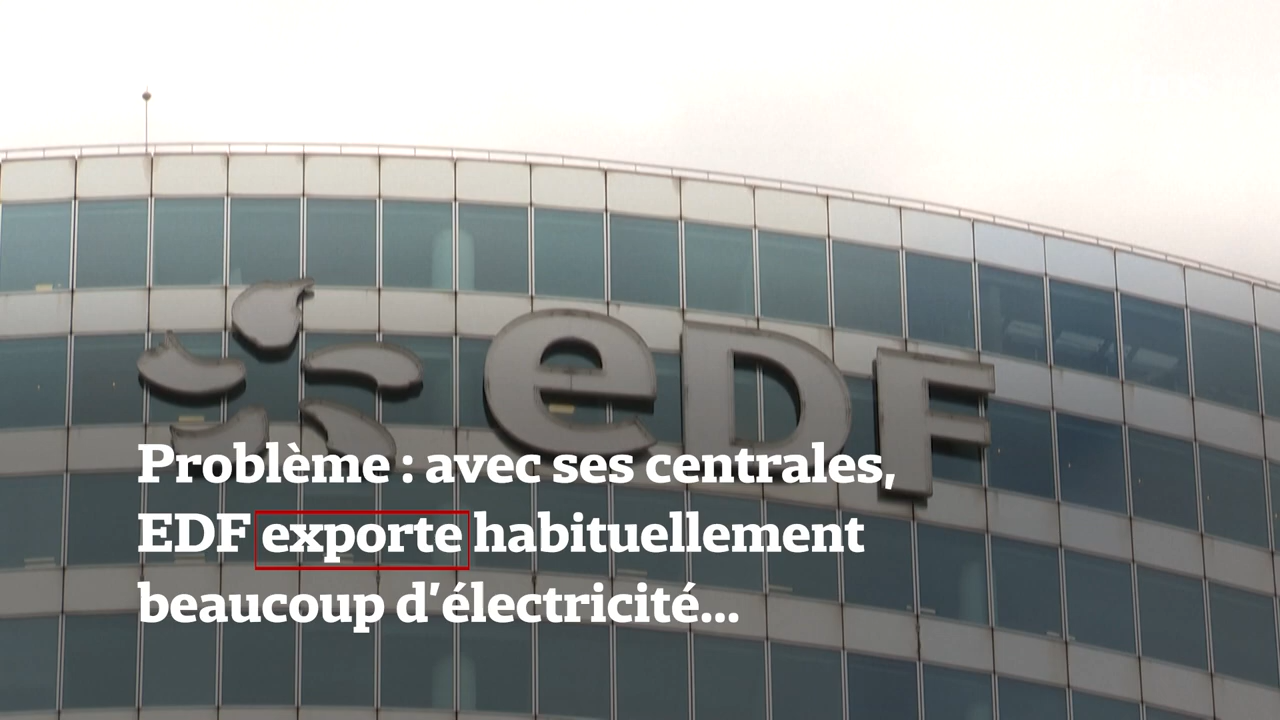 eDF
Problème : avec ses centrales,
EDF exporte habituellement
beaucoup d'électricité...